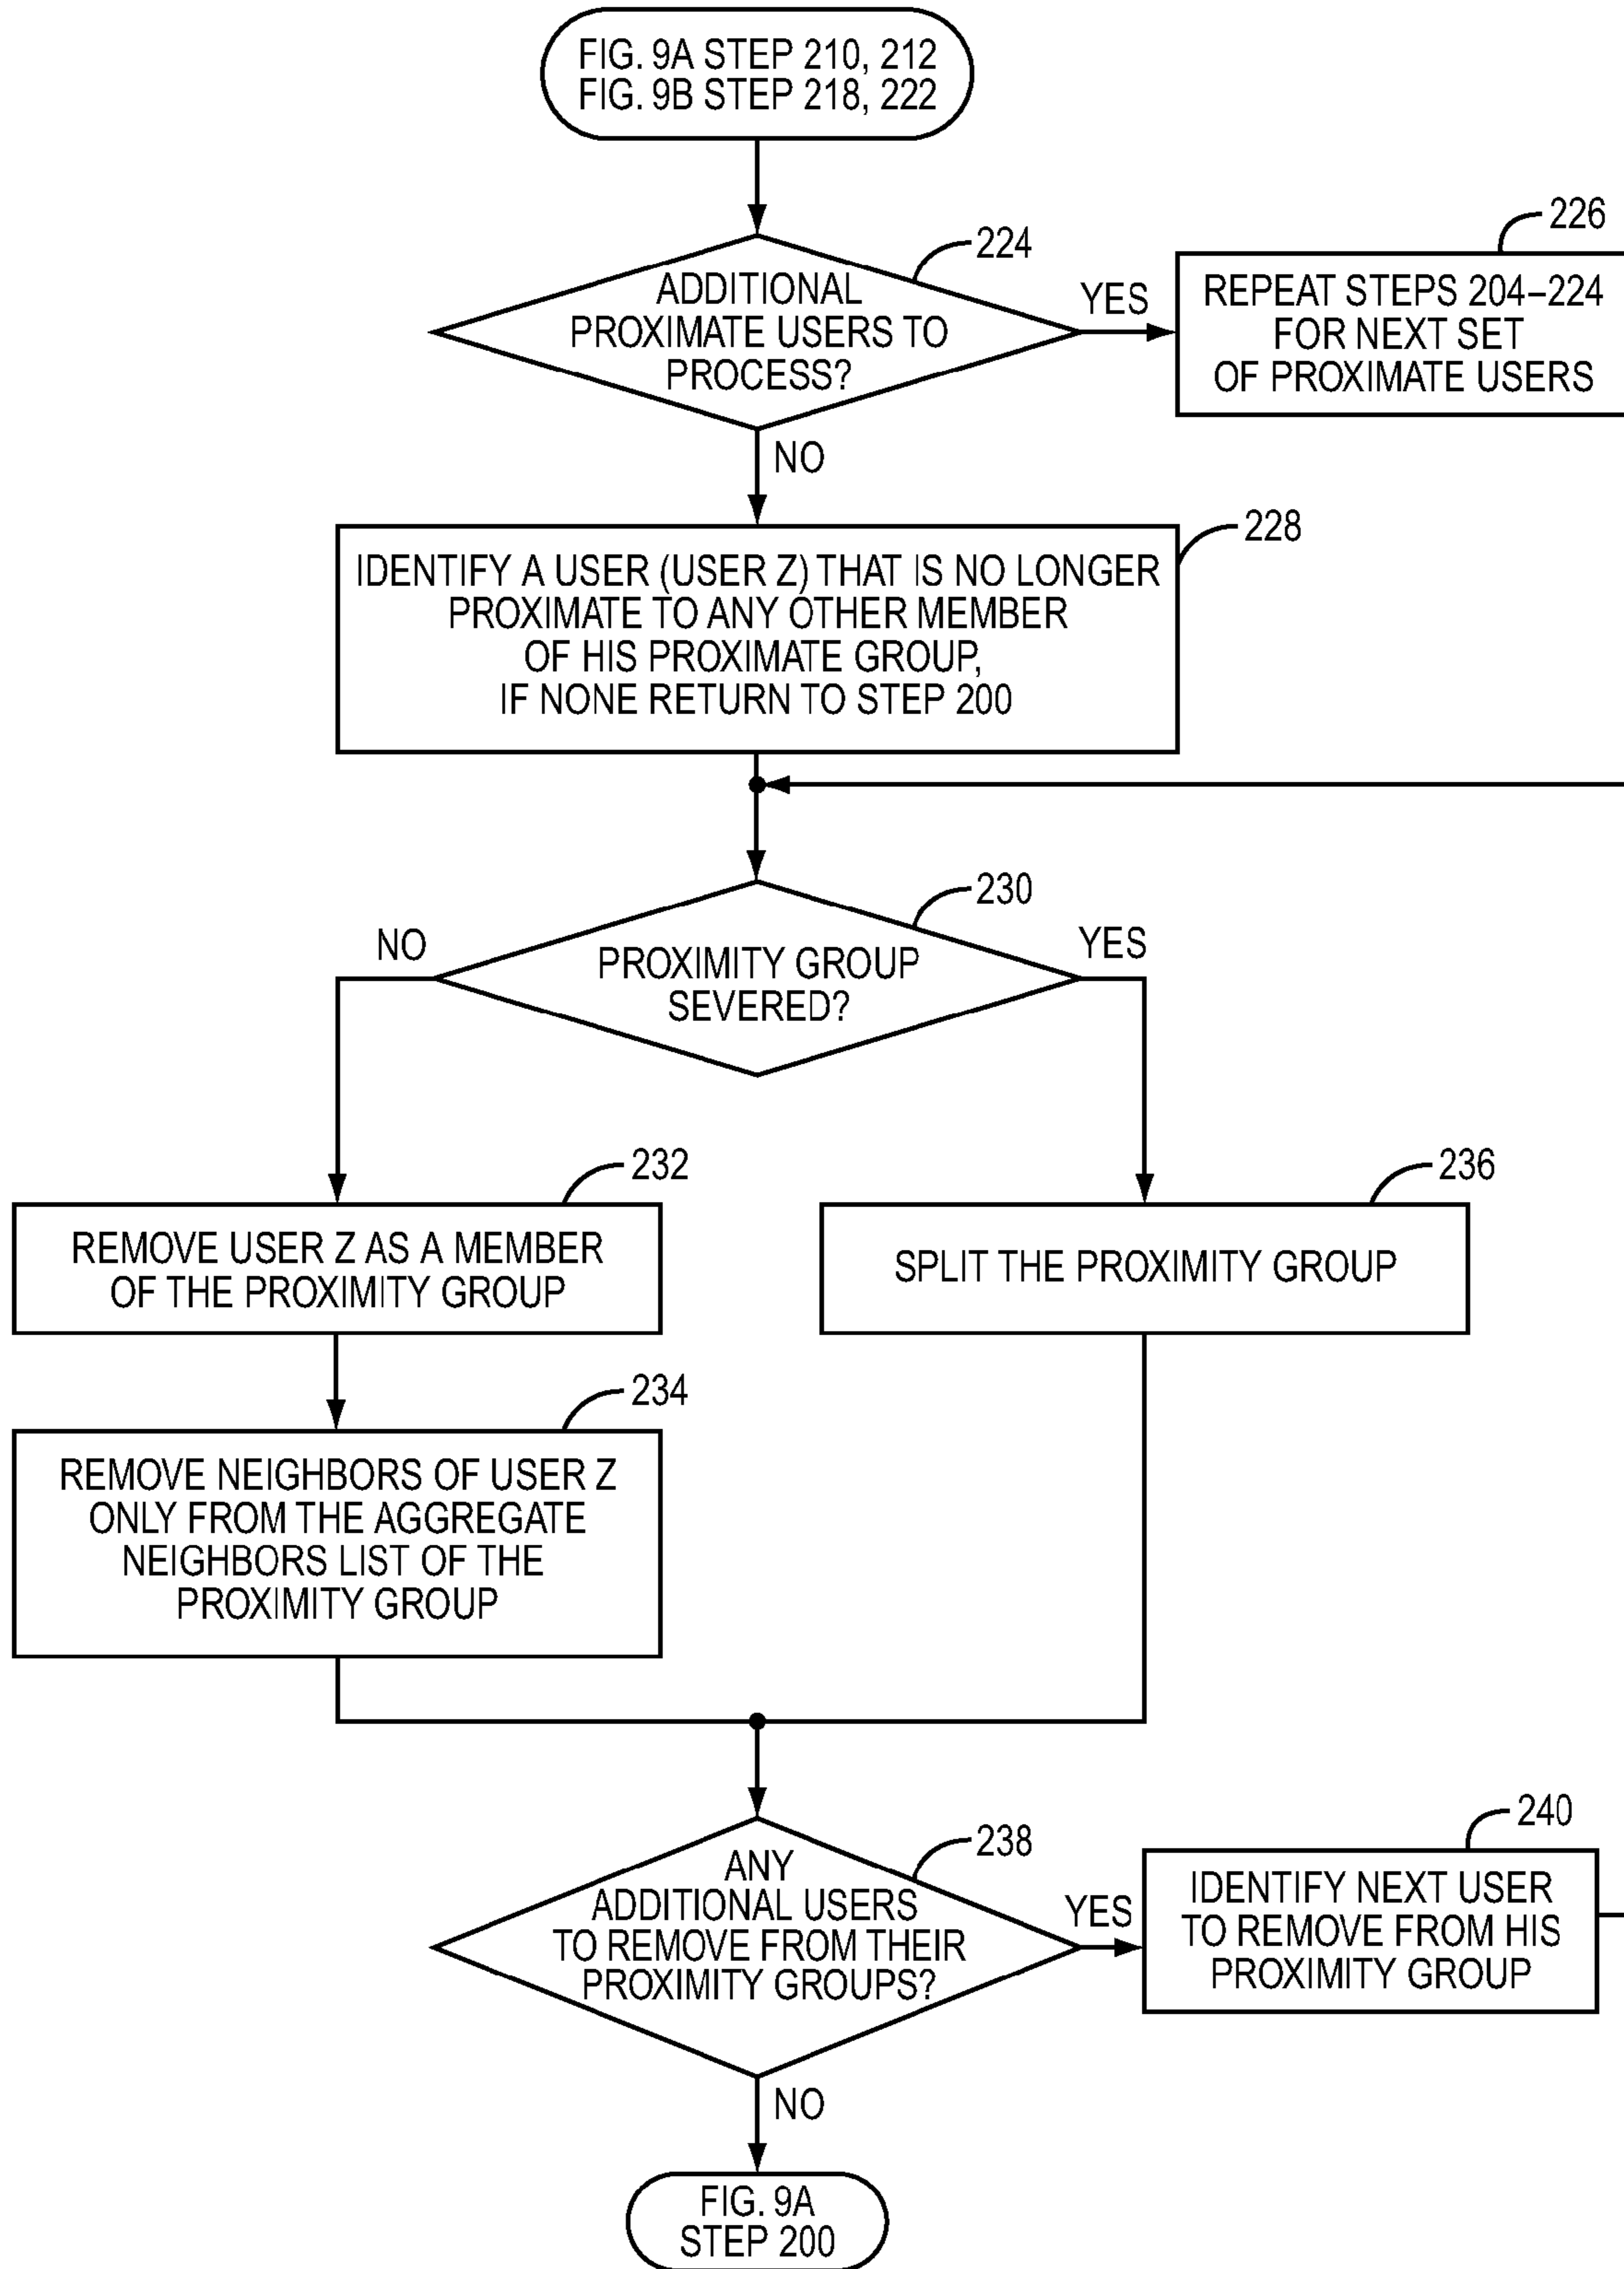 FIG. 9A STEP 210, 212
FIG. 9B STEP 218, 222
224
ADDITIONAL
PROXIMATE USERS TO
PROCESS?
YES
226
REPEAT STEPS 204–224
FOR NEXT SET
OF PROXIMATE USERS
NO
228
IDENTIFY A USER (USER Z) THAT IS NO LONGER
PROXIMATE TO ANY OTHER MEMBER
OF HIS PROXIMATE GROUP,
IF NONE RETURN TO STEP 200
230
PROXIMITY GROUP
SEVERED?
NO
YES
232
REMOVE USER Z AS A MEMBER
OF THE PROXIMITY GROUP
236
SPLIT THE PROXIMITY GROUP
234
REMOVE NEIGHBORS OF USER Z
ONLY FROM THE AGGREGATE
NEIGHBORS LIST OF THE
PROXIMITY GROUP
238
ANY
ADDITIONAL USERS
TO REMOVE FROM THEIR
PROXIMITY GROUPS?
YES
240
IDENTIFY NEXT USER
TO REMOVE FROM HIS
PROXIMITY GROUP
NO
FIG. 9A
STEP 200